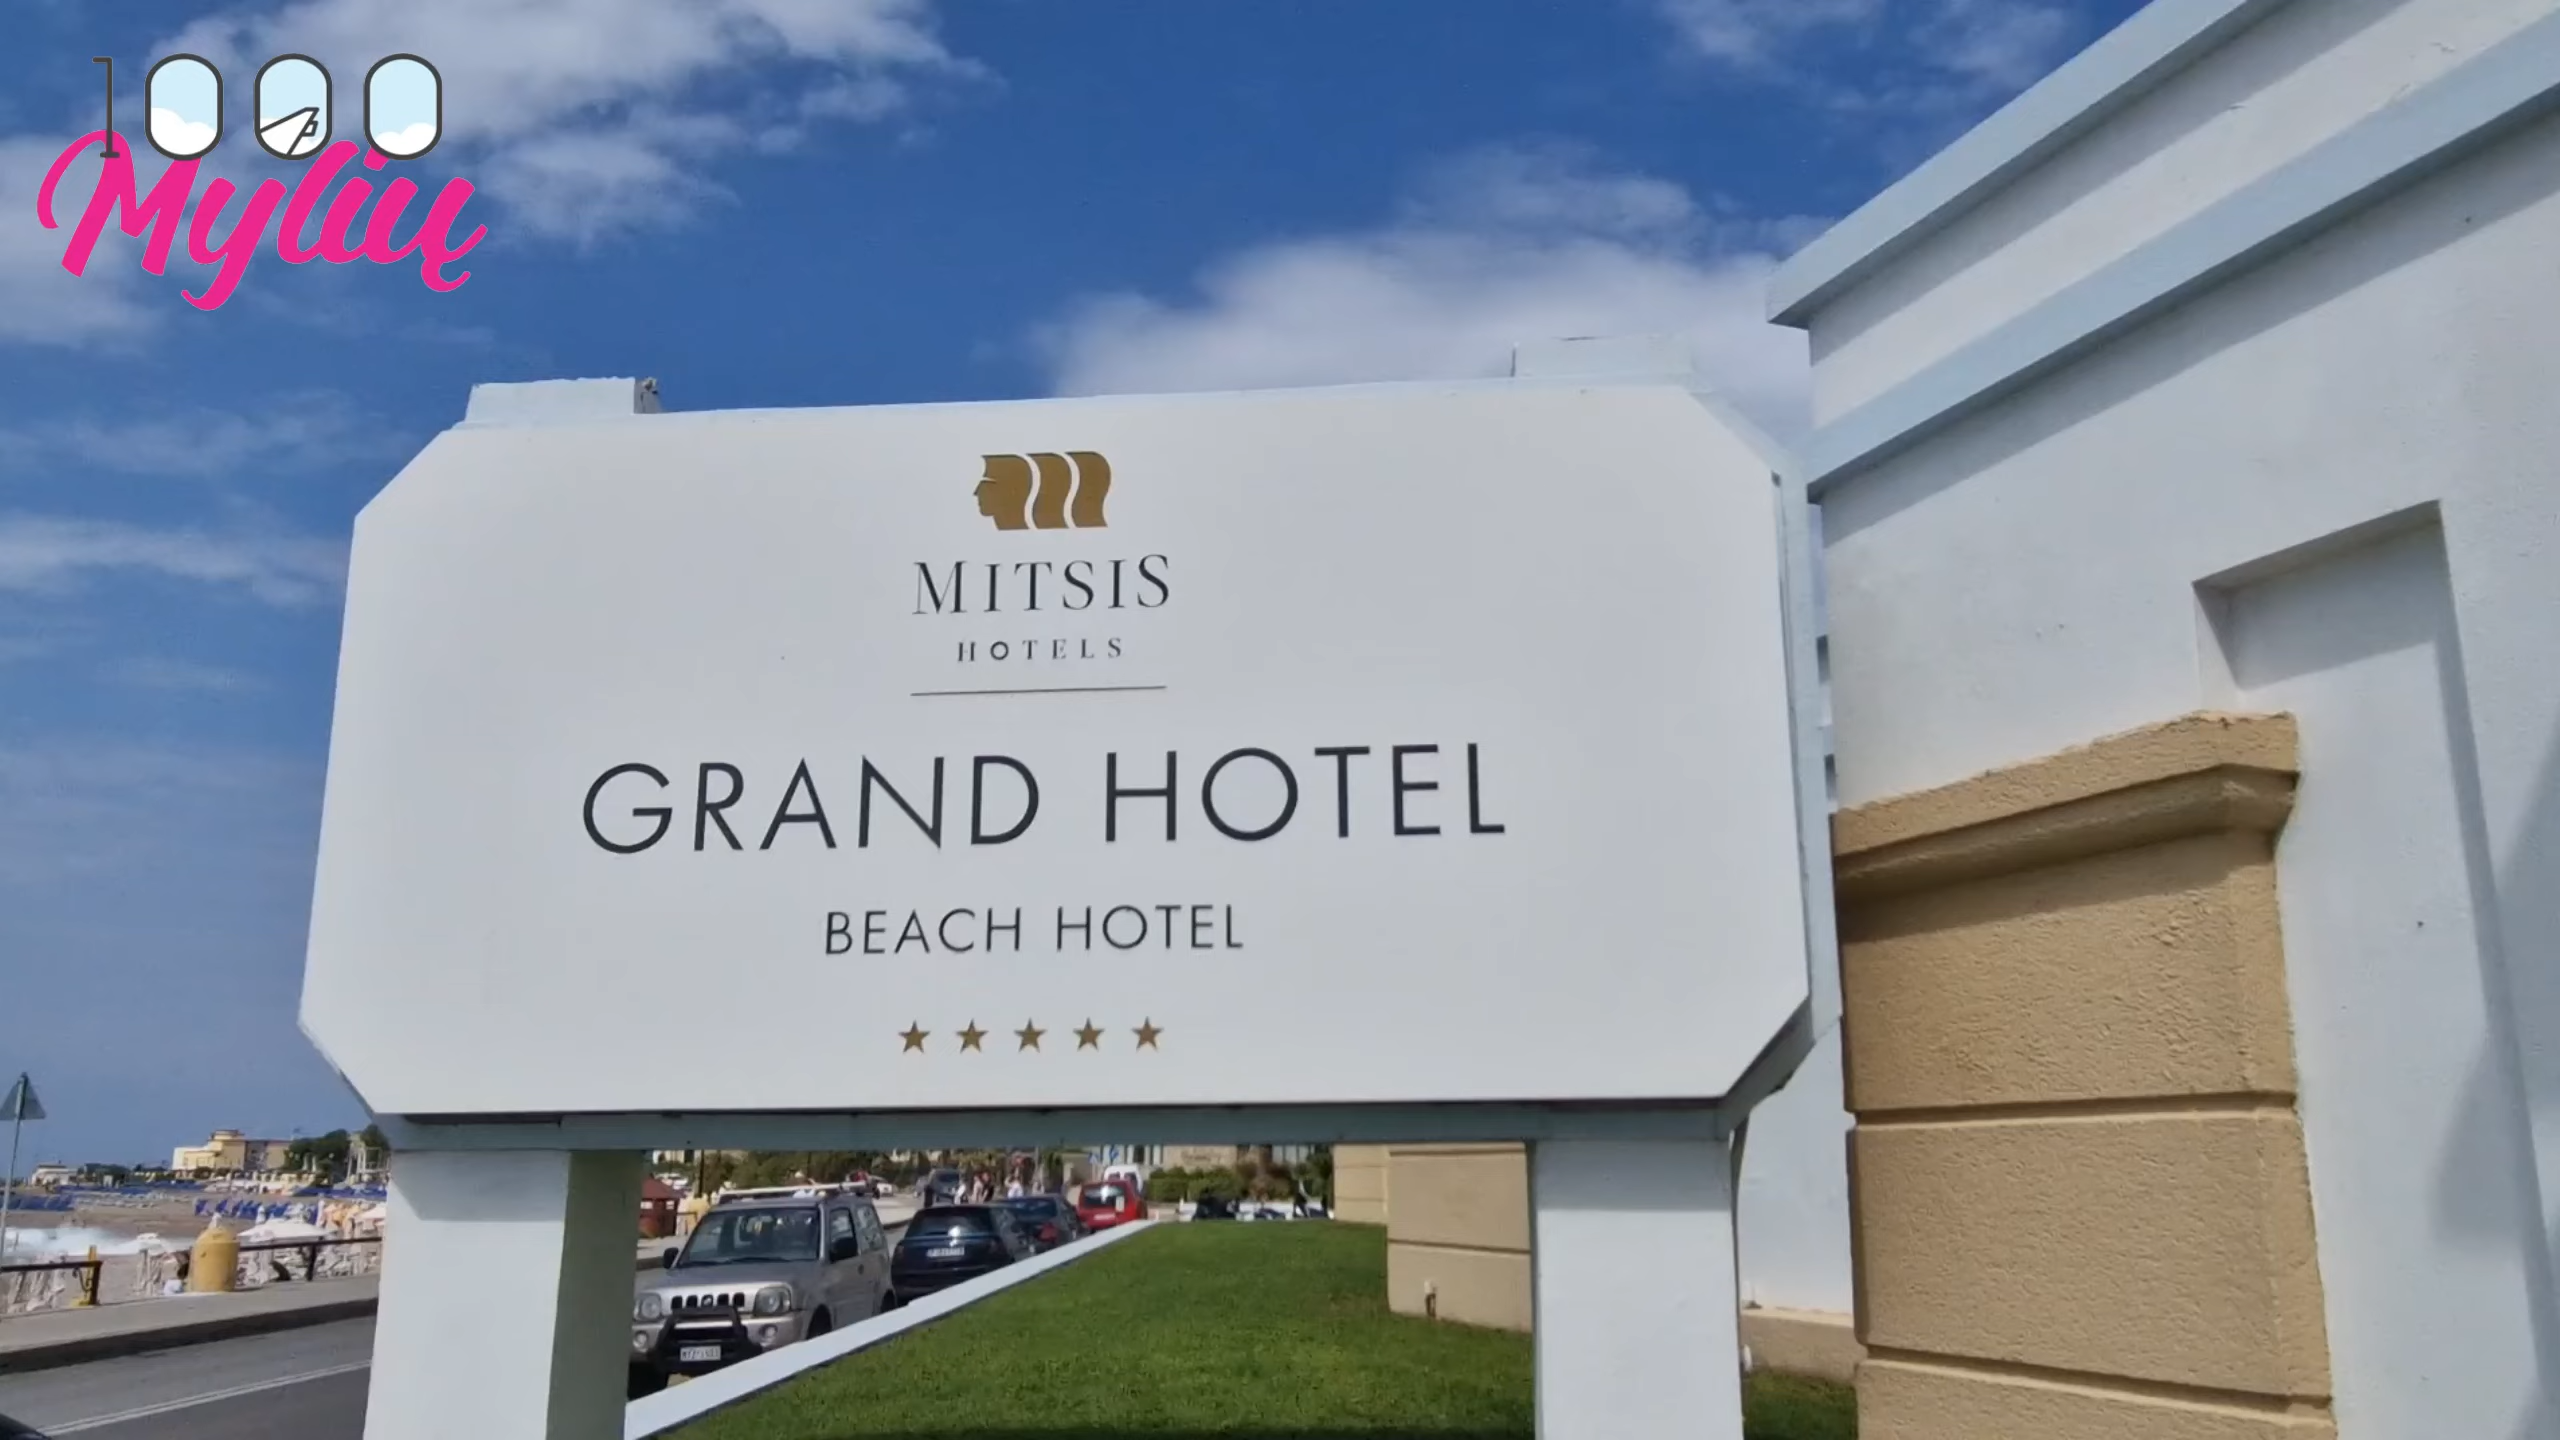 1000
Mylių
MITSIS
HOTELS
GRAND HOTEL
BEACH HOTEL